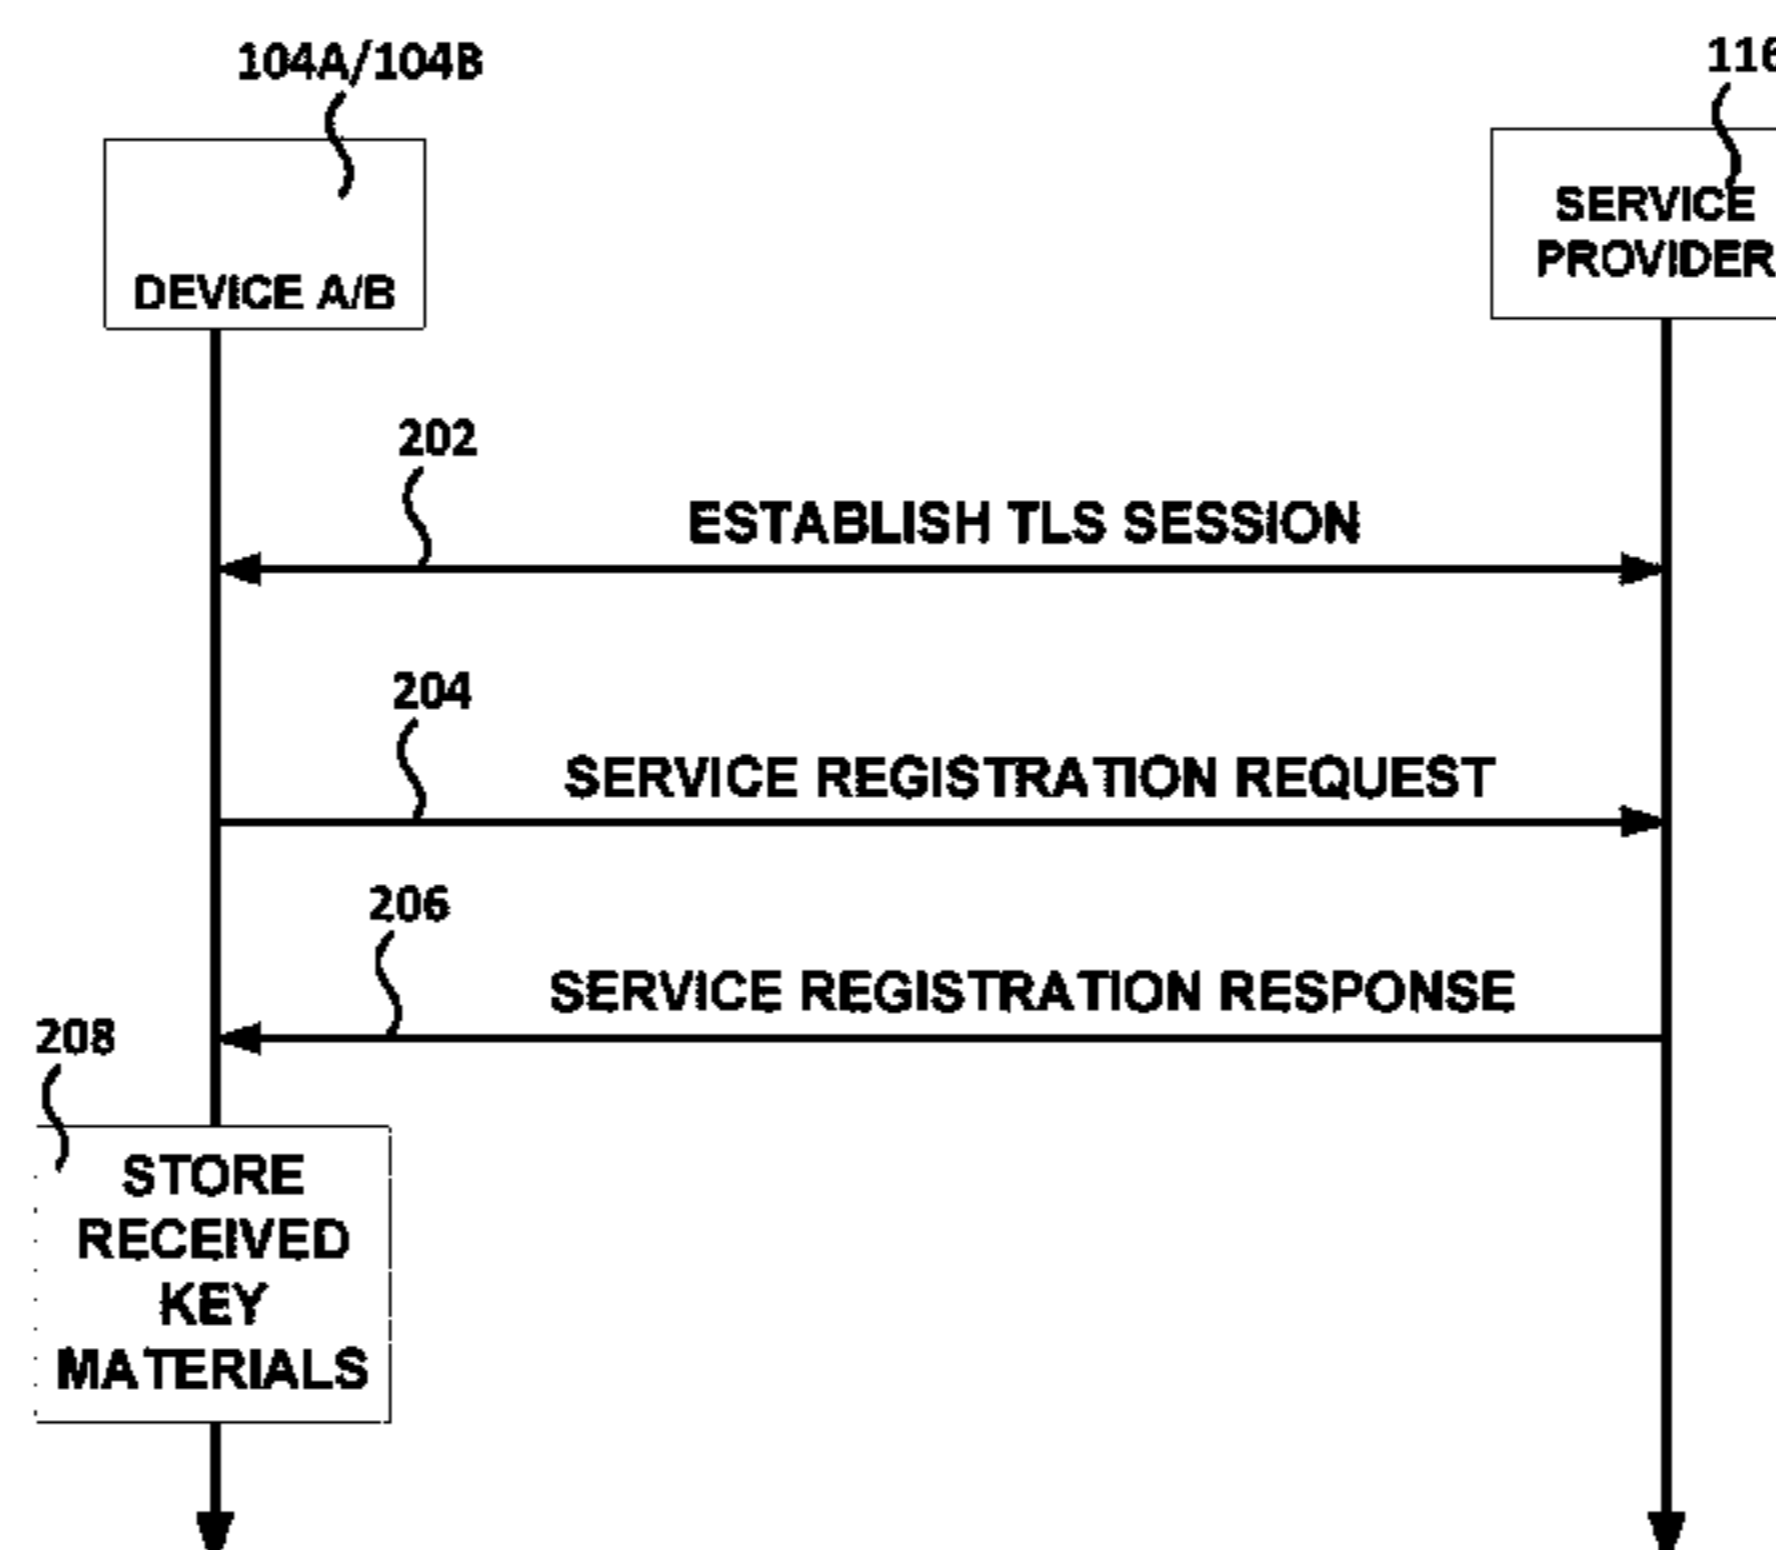 104A/104B
116
DEVICE A/B
SERVICE
PROVIDER
202
ESTABLISH TLS SESSION
204
SERVICE REGISTRATION REQUEST
206
SERVICE REGISTRATION RESPONSE
208
STORE
RECEIVED
KEY
MATERIALS